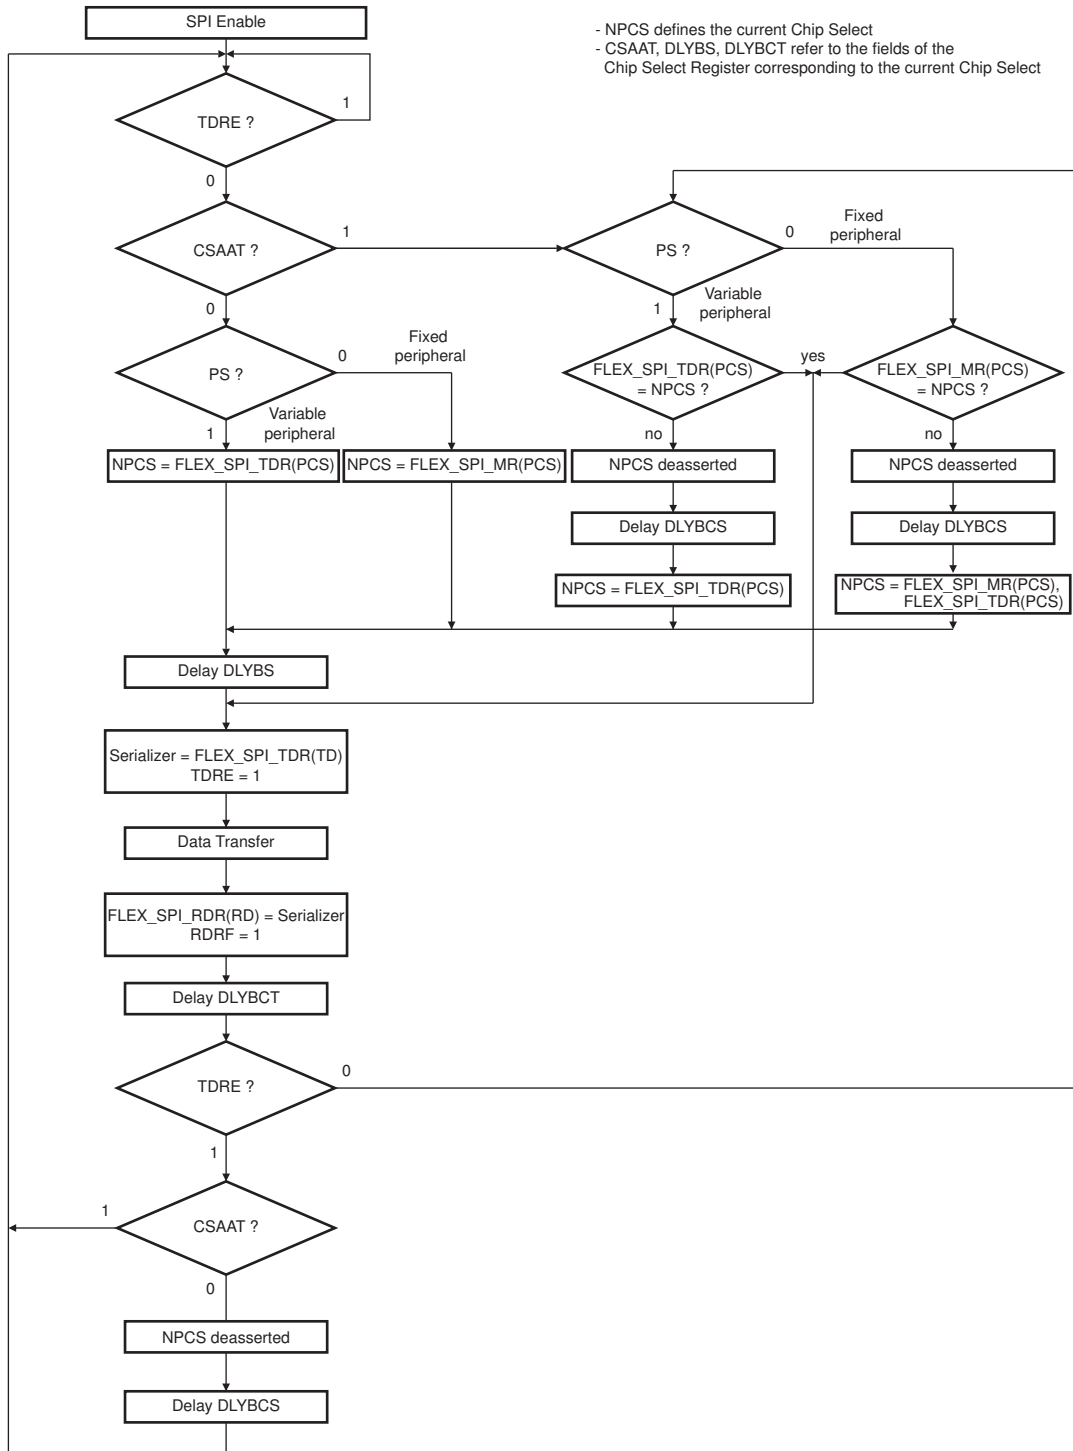 SPI Enable
- NPCS defines the current Chip Select
- CSAAT, DLYBS, DLYBCT refer to the fields of the
Chip Select Register corresponding to the current Chip Select
TDRE ?
1
0
CSAAT ?
1
PS ?
0
Fixed
peripheral
0
1
Variable
peripheral
PS ?
0
Fixed
peripheral
FLEX_SPI_TDR(PCS)
= NPCS ?
yes
FLEX_SPI_MR(PCS)
= NPCS ?
1
Variable
peripheral
no
no
NPCS = FLEX_SPI_TDR(PCS)
NPCS = FLEX_SPI_MR(PCS)
NPCS deasserted
NPCS deasserted
Delay DLYBCS
Delay DLYBCS
NPCS = FLEX_SPI_TDR(PCS)
NPCS = FLEX_SPI_MR(PCS),
FLEX_SPI_TDR(PCS)
Delay DLYBS
Serializer = FLEX_SPI_TDR(TD)
TDRE = 1
Data Transfer
FLEX_SPI_RDR(RD) = Serializer
RDRF = 1
Delay DLYBCT
TDRE ?
0
1
CSAAT ?
1
0
NPCS deasserted
Delay DLYBCS